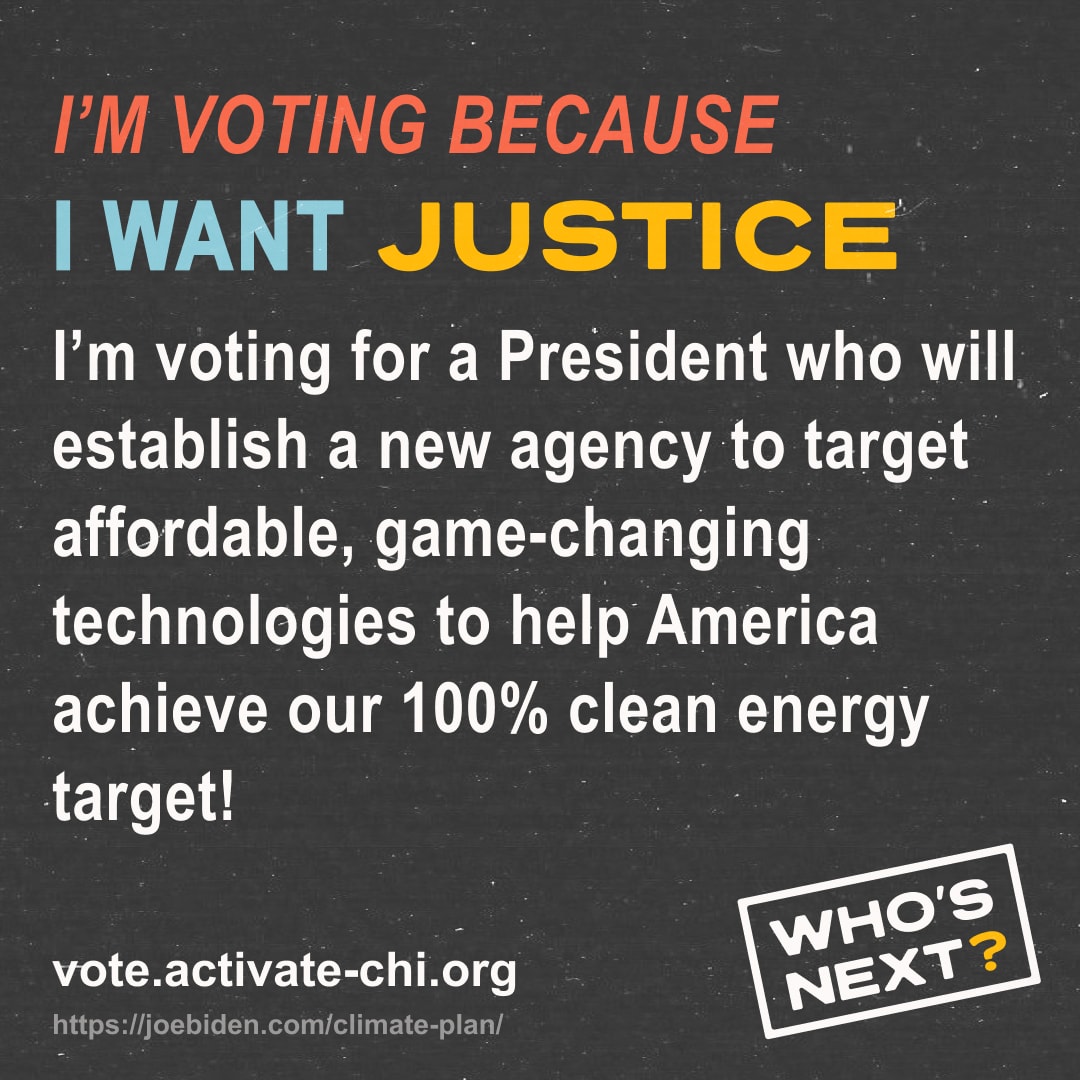 I’M VOTING BECAUSE
I WANT JUSTICE
I’m voting for a President who will
establish a new agency to target
affordable, game-changing
technologies to help America
achieve our 100% clean energy
target!
WHO'S
NEXT?
vote.activate-chi.org
https://joebiden.com/climate-plan/